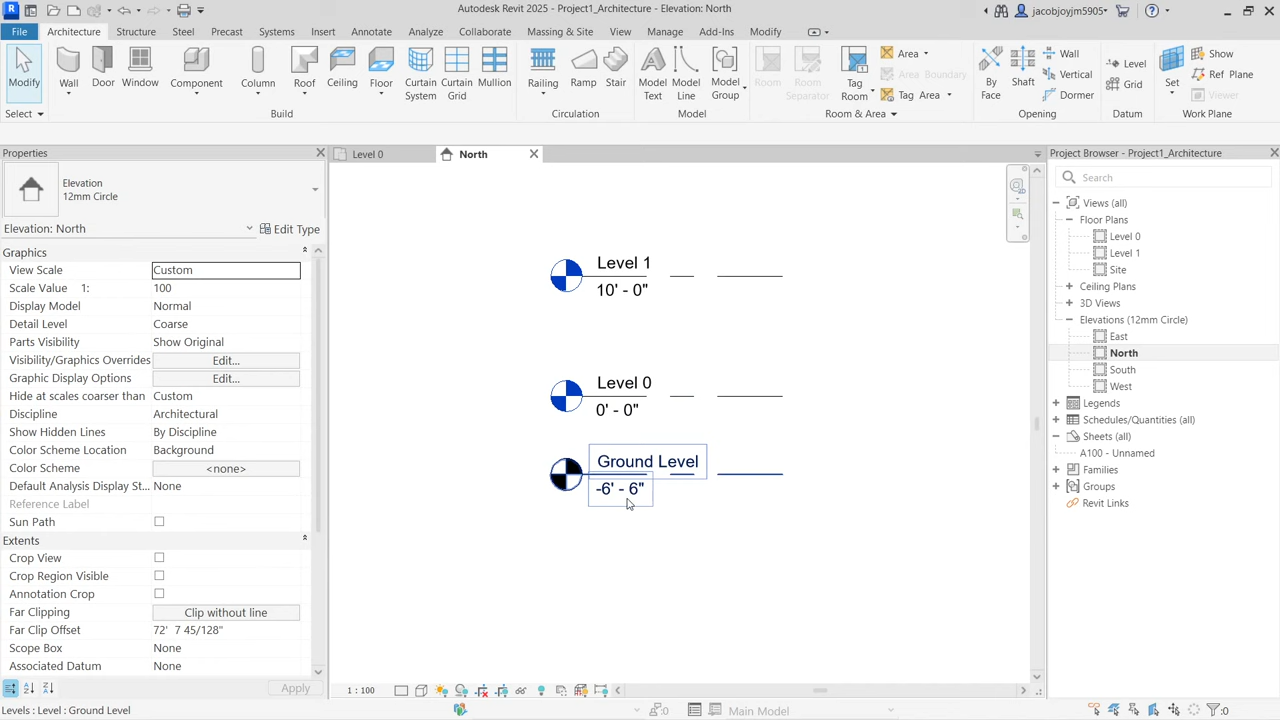 Autodesk Revit 2025 - Project1_Architecture - Elevation: North
jacobjoyjm5905*
File Architecture Structure Steel Precast Systems Insert Annotate Analyze Collaborate Massing & Site View Manage Add-Ins Modify
Modify Wall Door Window Component Column Roof Ceiling Floor Curtain System Curtain Grid Mullion Railing Ramp Stair Model Text Model Line Model Group Room Room Separator Tag Room By Face Shaft Set
Area Wall Level Show
Area Boundary Vertical Grid Ref Plane
Tag Area Dormer Viewer
Select Build Circulation Model Room & Area Opening Datum Work Plane
Properties
Level 0
North
Project Browser - Project1_Architecture
Elevation
12mm Circle
Elevation: North
Edit Type
Graphics
View Scale Custom
Scale Value 1: 100
Display Model Normal
Detail Level Coarse
Parts Visibility Show Original
Visibility/Graphics Overrides Edit...
Graphic Display Options Edit...
Hide at scales coarser than Custom
Discipline Architectural
Show Hidden Lines By Discipline
Color Scheme Location Background
Color Scheme <none>
Default Analysis Display St... None
Reference Label
Sun Path
Extents
Crop View
Crop Region Visible
Annotation Crop
Far Clipping Clip without line
Far Clip Offset 72' 7 45/128"
Scope Box None
Associated Datum None
Apply
Level 1
10' - 0"
Level 0
0' - 0"
Ground Level
-6' - 6"
2D
Search
Views (all)
Floor Plans
Level 0
Level 1
Site
Ceiling Plans
3D Views
Elevations (12mm Circle)
East
North
South
West
Legends
Schedules/Quantities (all)
Sheets (all)
A100 - Unnamed
Families
Groups
Revit Links
1 : 100
Levels : Level : Ground Level
:0
Main Model
:0